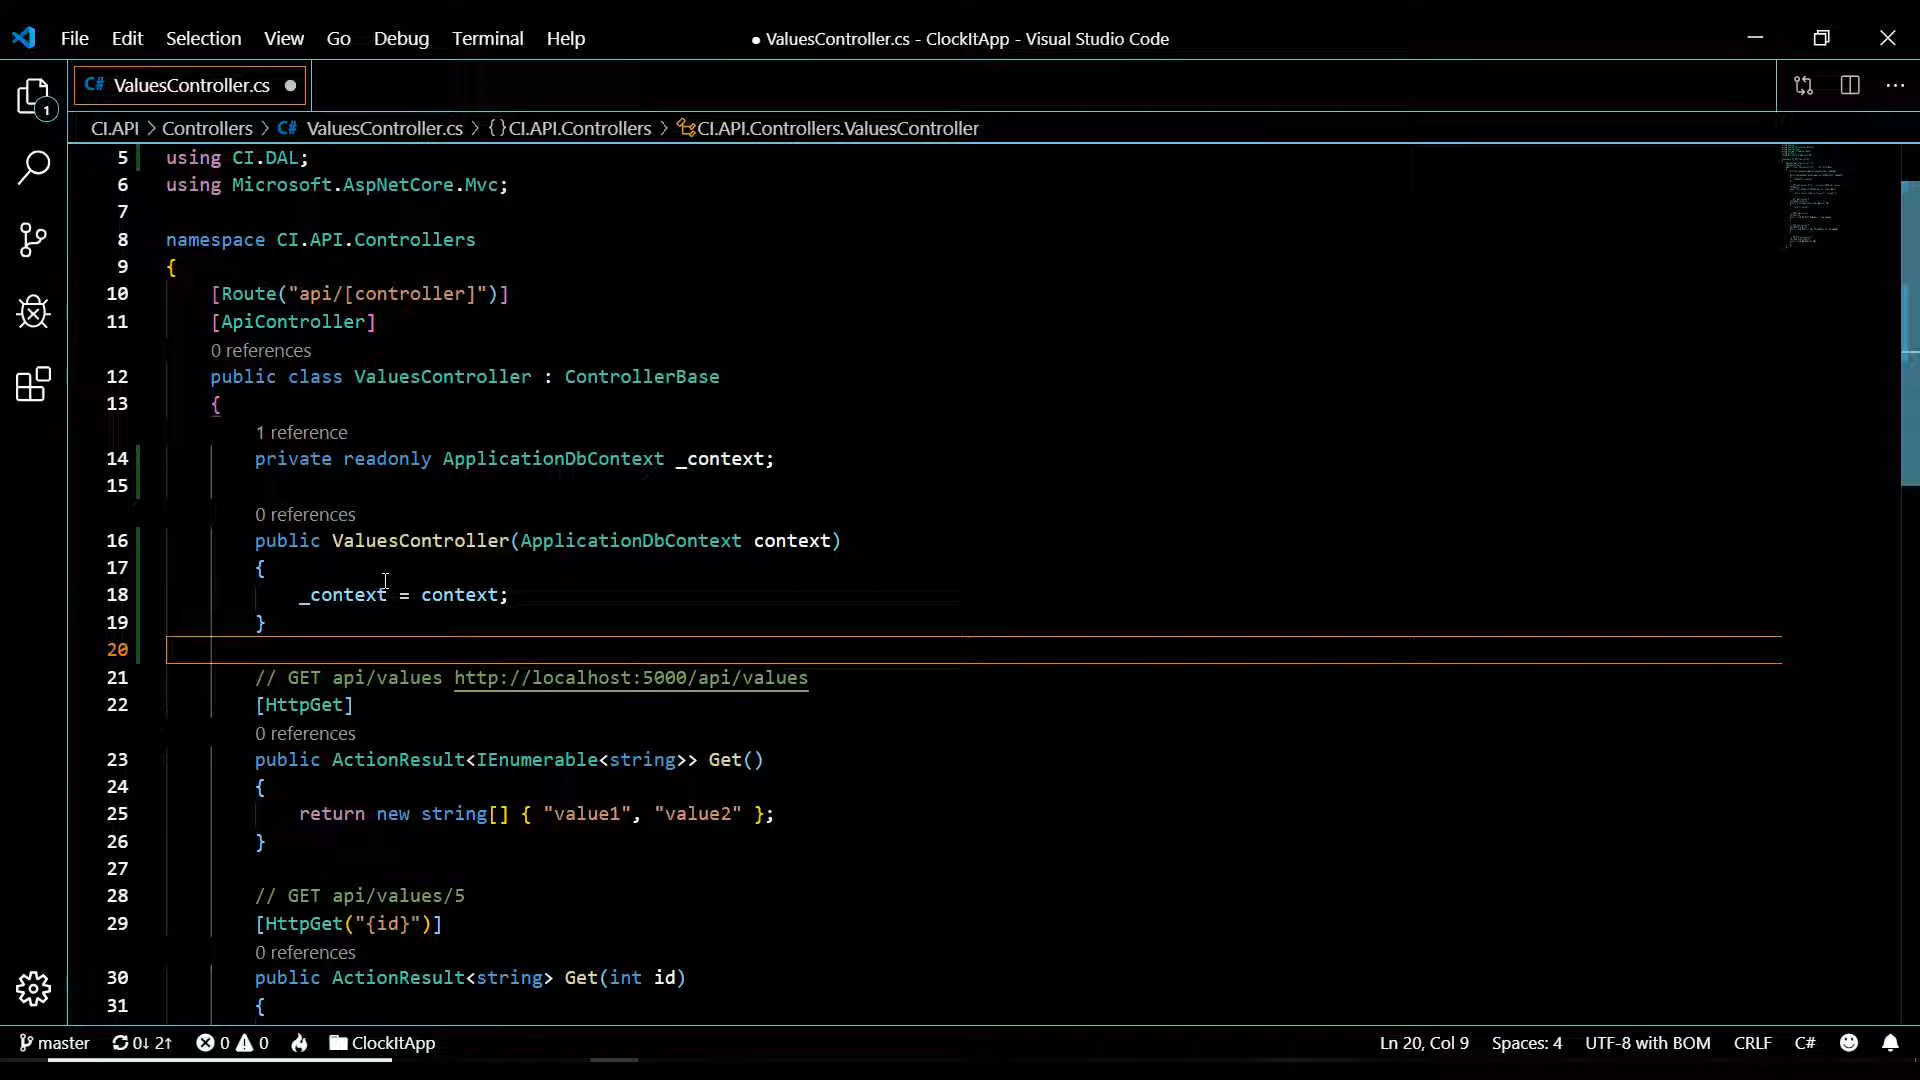 File Edit Selection View Go Debug Terminal Help
● ValuesController.cs - ClockItApp - Visual Studio Code
C# ValuesController.cs ●
1
CI.API > Controllers > C# ValuesController.cs > {} CI.API.Controllers > CI.API.Controllers.ValuesController
5 using CI.DAL;
6 using Microsoft.AspNetCore.Mvc;
7
8 namespace CI.API.Controllers
9 {
10 [Route("api/[controller]")]
11 [ApiController]
0 references
12 public class ValuesController : ControllerBase
13 {
1 reference
14 private readonly ApplicationDbContext _context;
15
0 references
16 public ValuesController(ApplicationDbContext context)
17 {
18 _context = context;
19 }
20
21 // GET api/values http://localhost:5000/api/values
22 [HttpGet]
0 references
23 public ActionResult<IEnumerable<string>> Get()
24 {
25 return new string[] { "value1", "value2" };
26 }
27
28 // GET api/values/5
29 [HttpGet("{id}")]
0 references
30 public ActionResult<string> Get(int id)
31 {
master 0↓ 2↑ 0 0 ClockItApp Ln 20, Col 9 Spaces: 4 UTF-8 with BOM CRLF C#